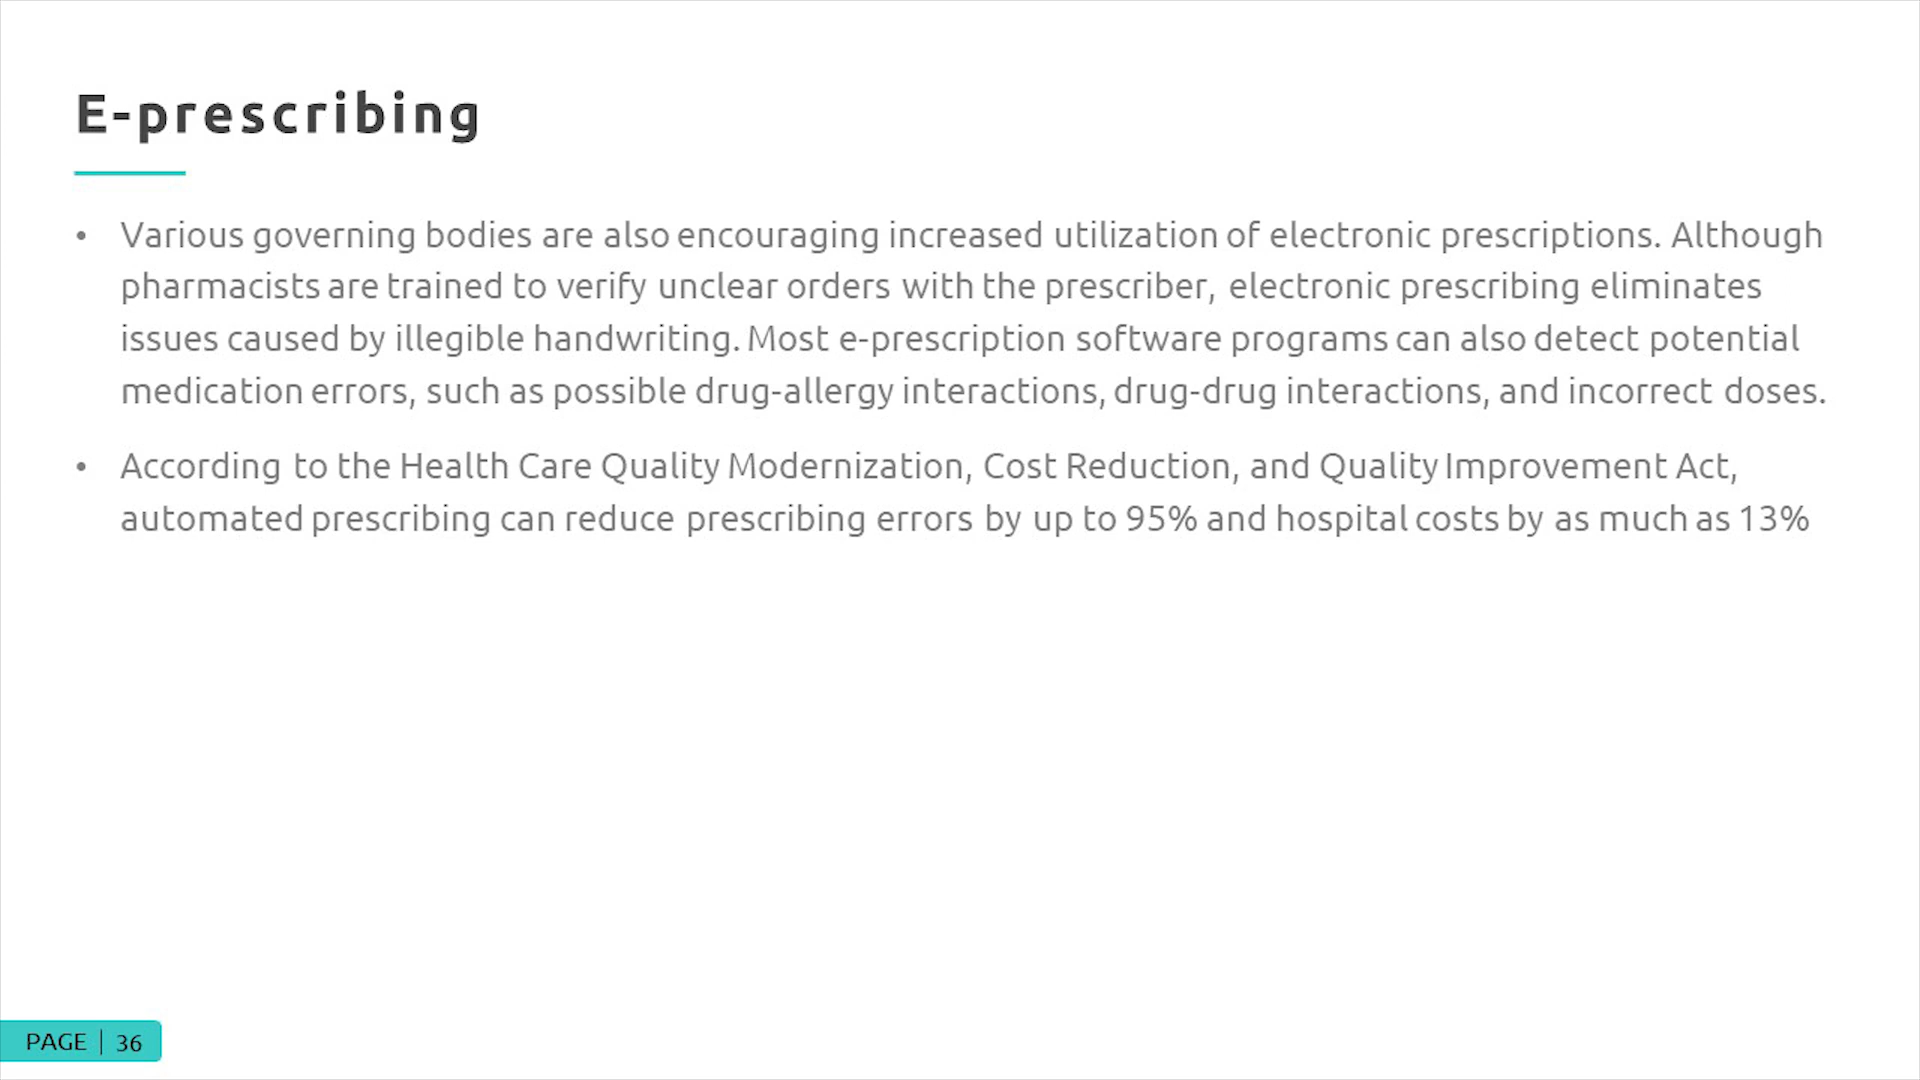 E-prescribing
• Various governing bodies are also encouraging increased utilization of electronic prescriptions. Although
pharmacists are trained to verify unclear orders with the prescriber, electronic prescribing eliminates
issues caused by illegible handwriting. Most e-prescription software programs can also detect potential
medication errors, such as possible drug-allergy interactions, drug-drug interactions, and incorrect doses.
• According to the Health Care Quality Modernization, Cost Reduction, and Quality Improvement Act,
automated prescribing can reduce prescribing errors by up to 95% and hospital costs by as much as 13%
PAGE | 36